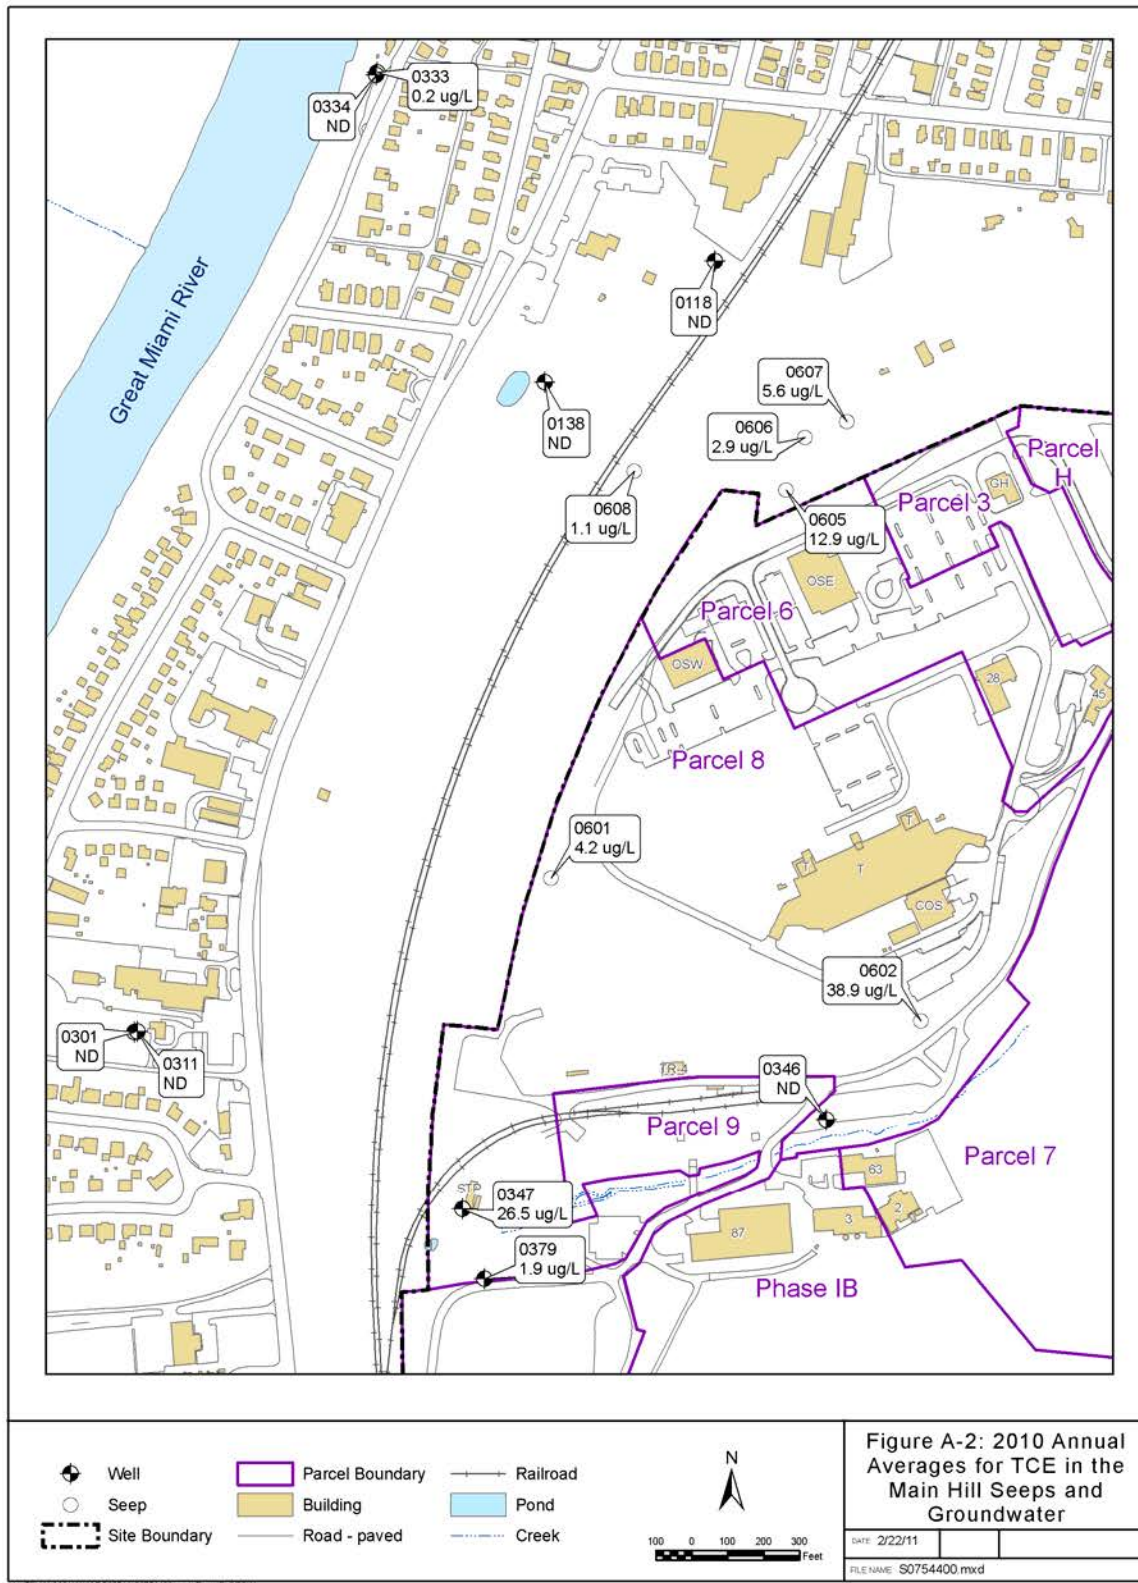 0333
0.2 ug/L
0334
ND
Great Miami River
0118
ND
0138
ND
0607
5.6 ug/L
0606
2.9 ug/L
0608
1.1 ug/L
0605
12.9 ug/L
Parcel
H
GH
Parcel 3
OSE
Parcel 6
OSW
28
45
Parcel 8
0601
4.2 ug/L
T
T
T
COS
0602
38.9 ug/L
0301
ND
0311
ND
TR-4
0346
ND
Parcel 9
Parcel 7
63
STP
0347
26.5 ug/L
2
3
87
0379
1.9 ug/L
Phase IB
Well
Seep
Site Boundary
Parcel Boundary
Building
Road - paved
Railroad
Pond
Creek
N
100 0 100 200 300
Feet
Figure A-2: 2010 Annual
Averages for TCE in the
Main Hill Seeps and
Groundwater
DATE 2/22/11
FILE NAME S0754400.mxd